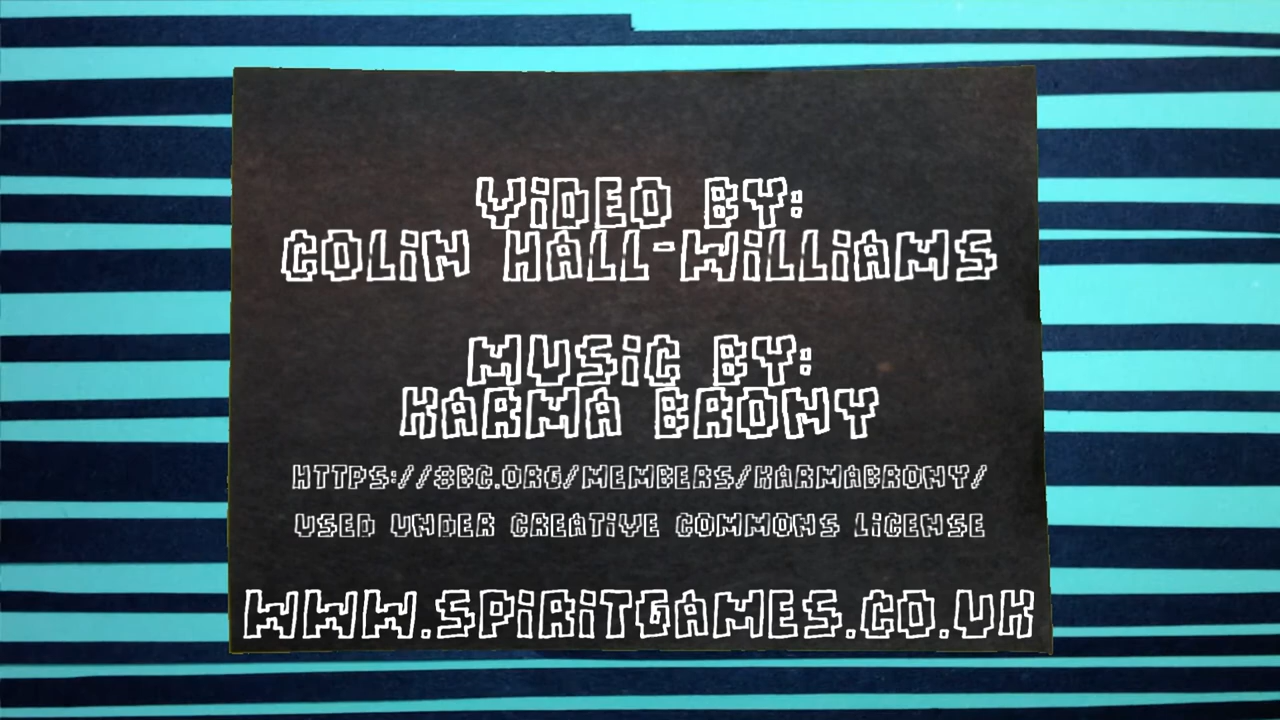 ViDEO BY:
COLiN HALL-WiLLiAMS
MUSiC BY:
KARMA BRONY
HTTPS://8BC.ORG/MEMBERS/KARMABRONY/
USED UNDER CREATiVE COMMONS LiCENSE
WWW.SPiRiTGAMES.CO.UK